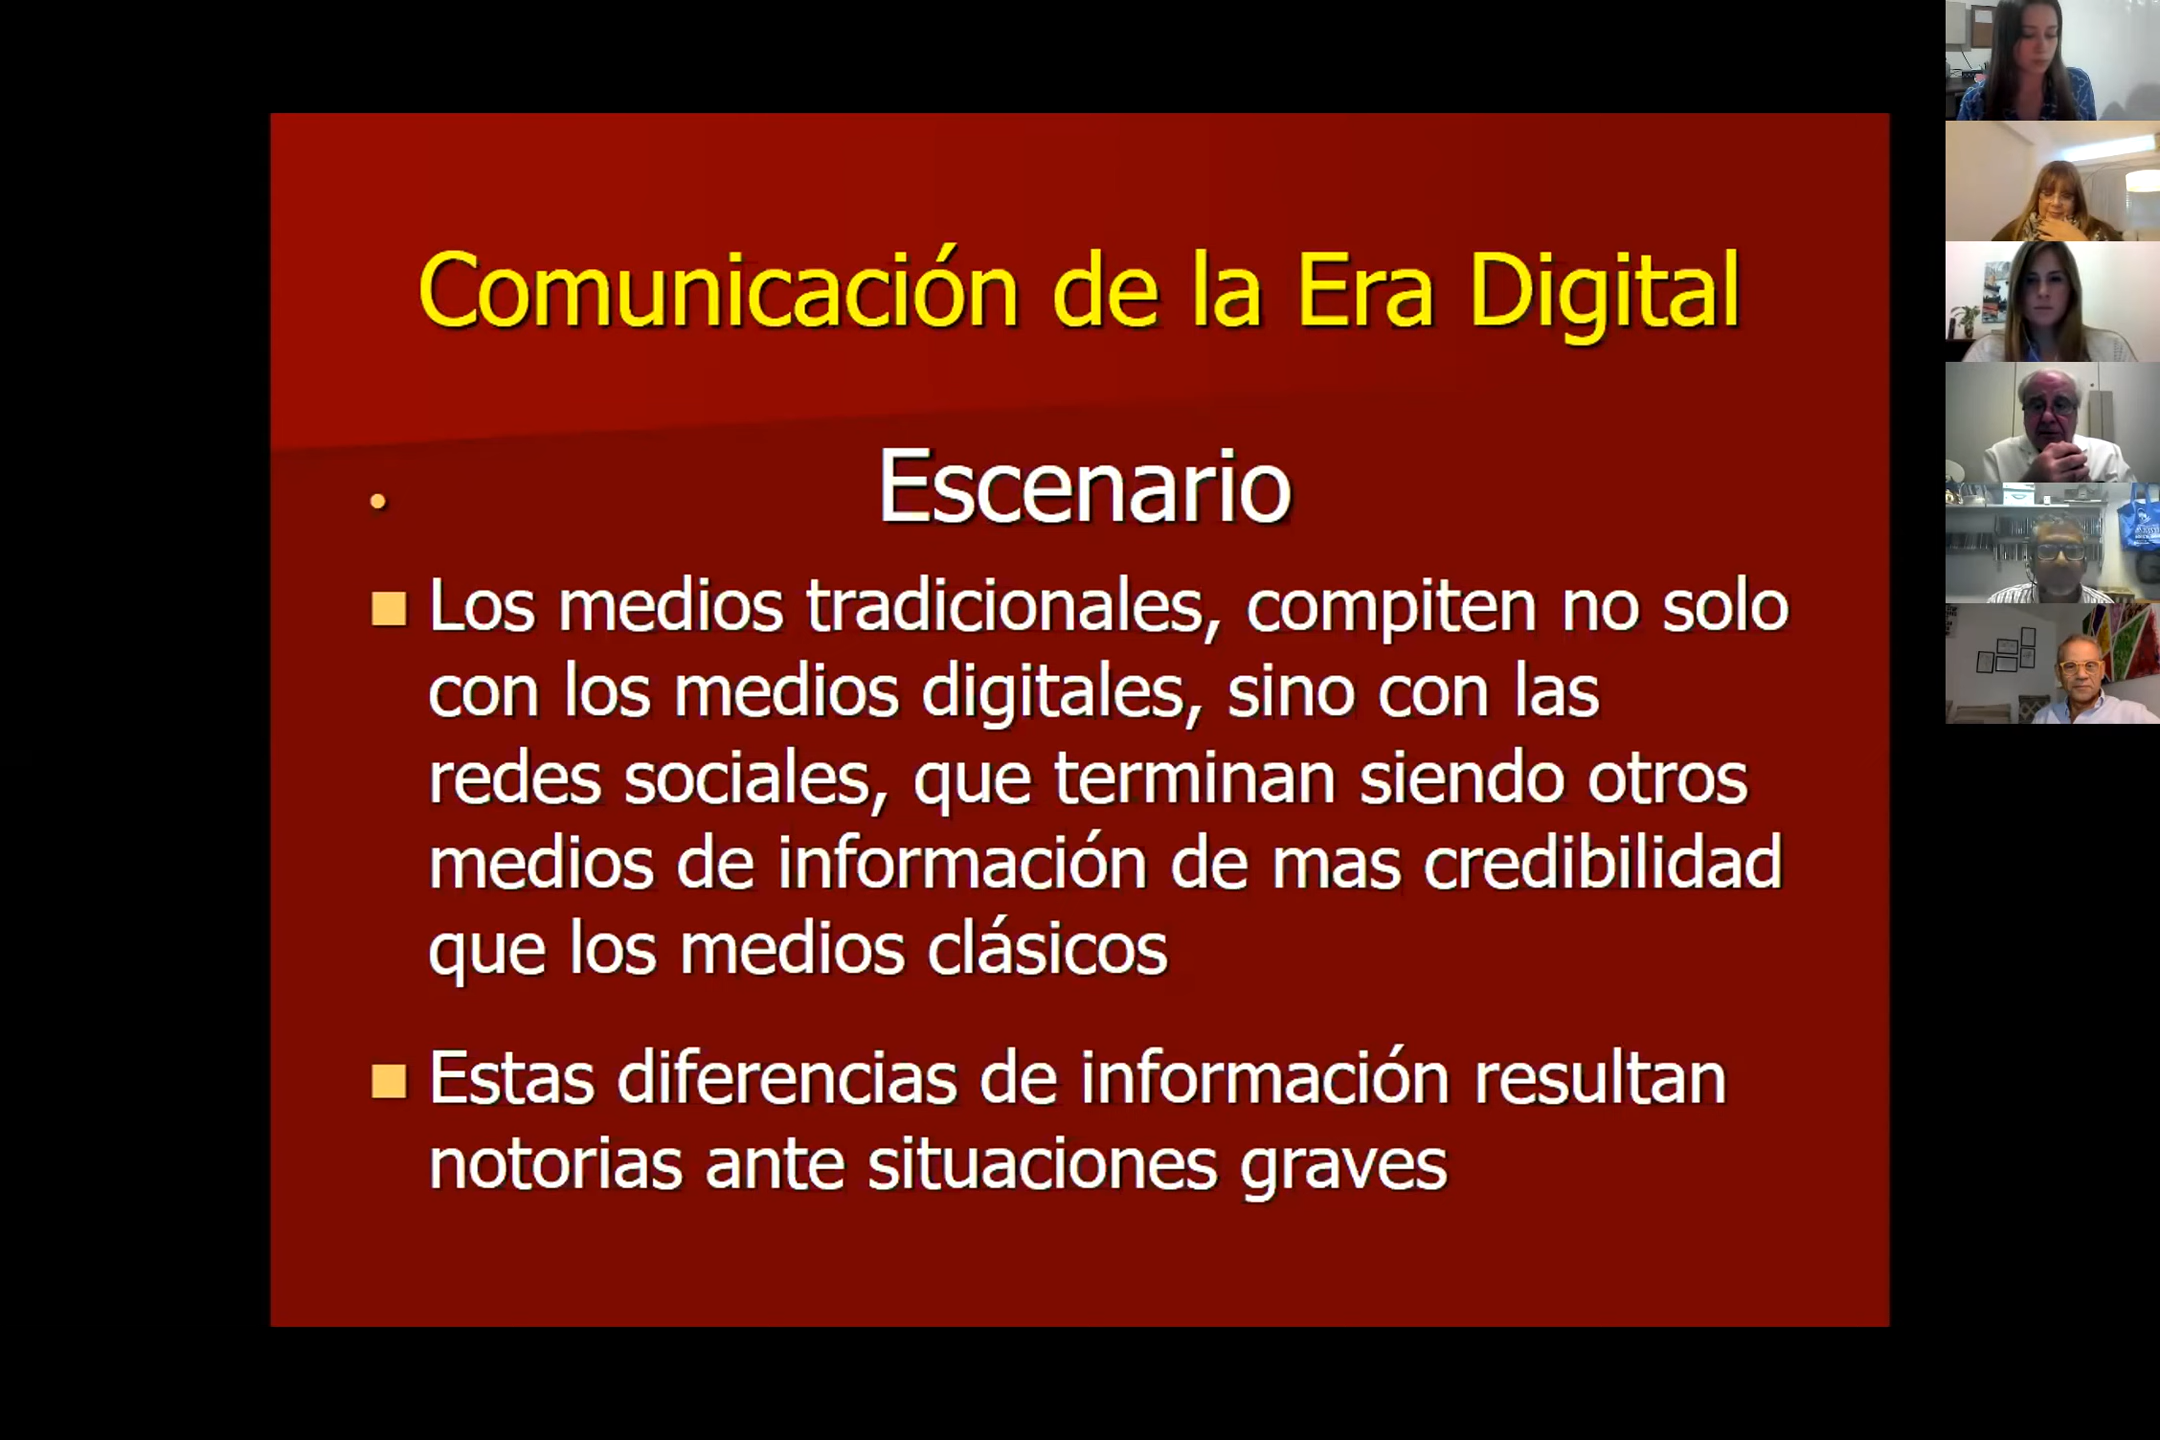 Comunicación de la Era Digital
• Escenario
■ Los medios tradicionales, compiten no solo
con los medios digitales, sino con las
redes sociales, que terminan siendo otros
medios de información de mas credibilidad
que los medios clásicos
■ Estas diferencias de información resultan
notorias ante situaciones graves